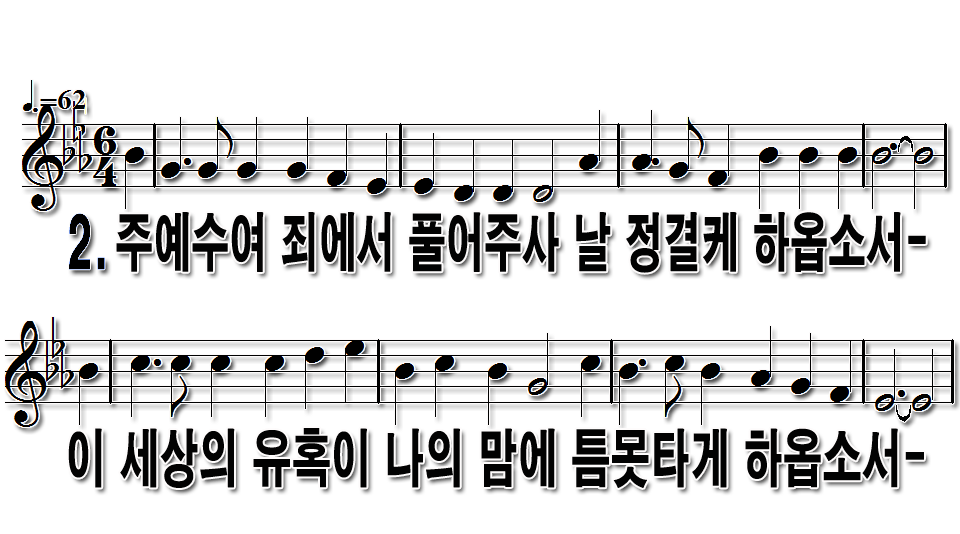 ♩.=62
6
4
2. 주예수여 죄에서 풀어주사 날 정결케 하옵소서-
이 세상의 유혹이 나의 맘에 틈못타게 하옵소서-